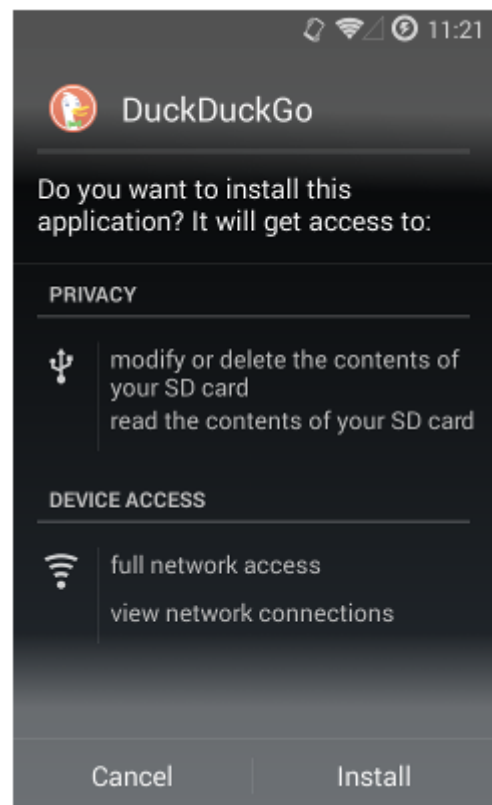 11:21
DuckDuckGo
Do you want to install this
application? It will get access to:
PRIVACY
modify or delete the contents of
your SD card
read the contents of your SD card
DEVICE ACCESS
full network access
view network connections
Cancel Install